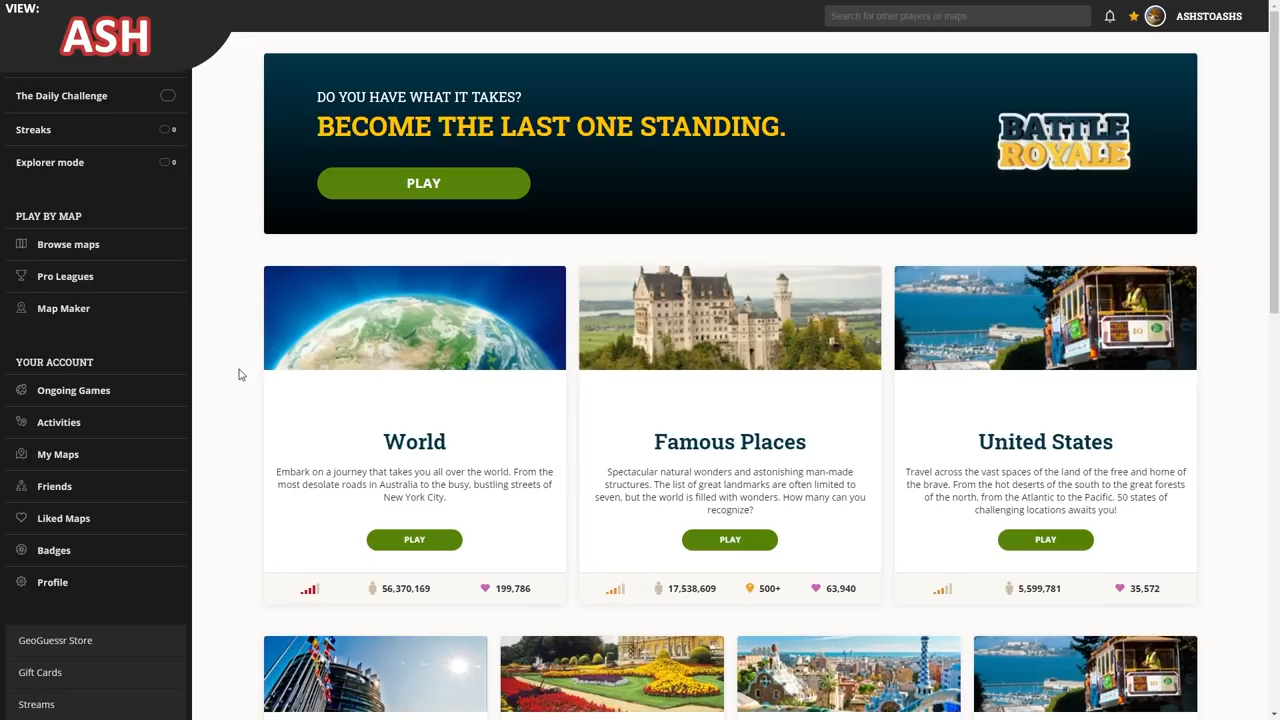 VIEW:
ASH
Search for other players or maps
ASHSTOASHS
The Daily Challenge
Streaks
0
Explorer mode
0
PLAY BY MAP
Browse maps
Pro Leagues
Map Maker
YOUR ACCOUNT
Ongoing Games
Activities
My Maps
Friends
Liked Maps
Badges
Profile
GeoGuessr Store
Gift Cards
Streams
DO YOU HAVE WHAT IT TAKES?
BECOME THE LAST ONE STANDING.
PLAY
BATTLE
ROYALE
World
Embark on a journey that takes you all over the world. From the
most desolate roads in Australia to the busy, bustling streets of
New York City.
PLAY
56,370,169
199,786
Famous Places
Spectacular natural wonders and astonishing man-made
structures. The list of great landmarks are often limited to
seven, but the world is filled with wonders. How many can you
recognize?
PLAY
17,538,609
500+
63,940
10
United States
Travel across the vast spaces of the land of the free and home of
the brave. From the hot deserts of the south to the great forests
of the north, from the Atlantic to the Pacific. 50 states of
challenging locations awaits you!
PLAY
5,599,781
35,572
10